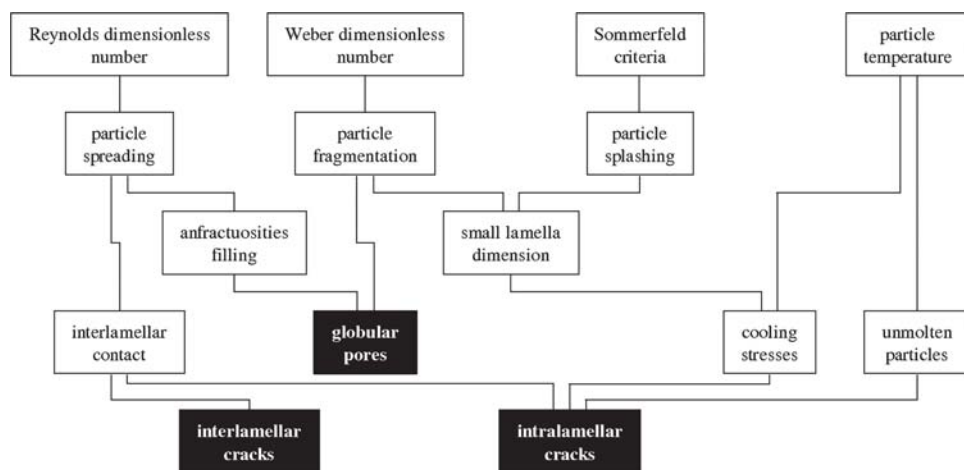 Reynolds dimensionless
number
Weber dimensionless
number
Sommerfeld
criteria
particle
temperature
particle
spreading
particle
fragmentation
particle
splashing
anfractuosities
filling
small lamella
dimension
interlamellar
contact
globular
pores
cooling
stresses
unmolten
particles
interlamellar
cracks
intralamellar
cracks